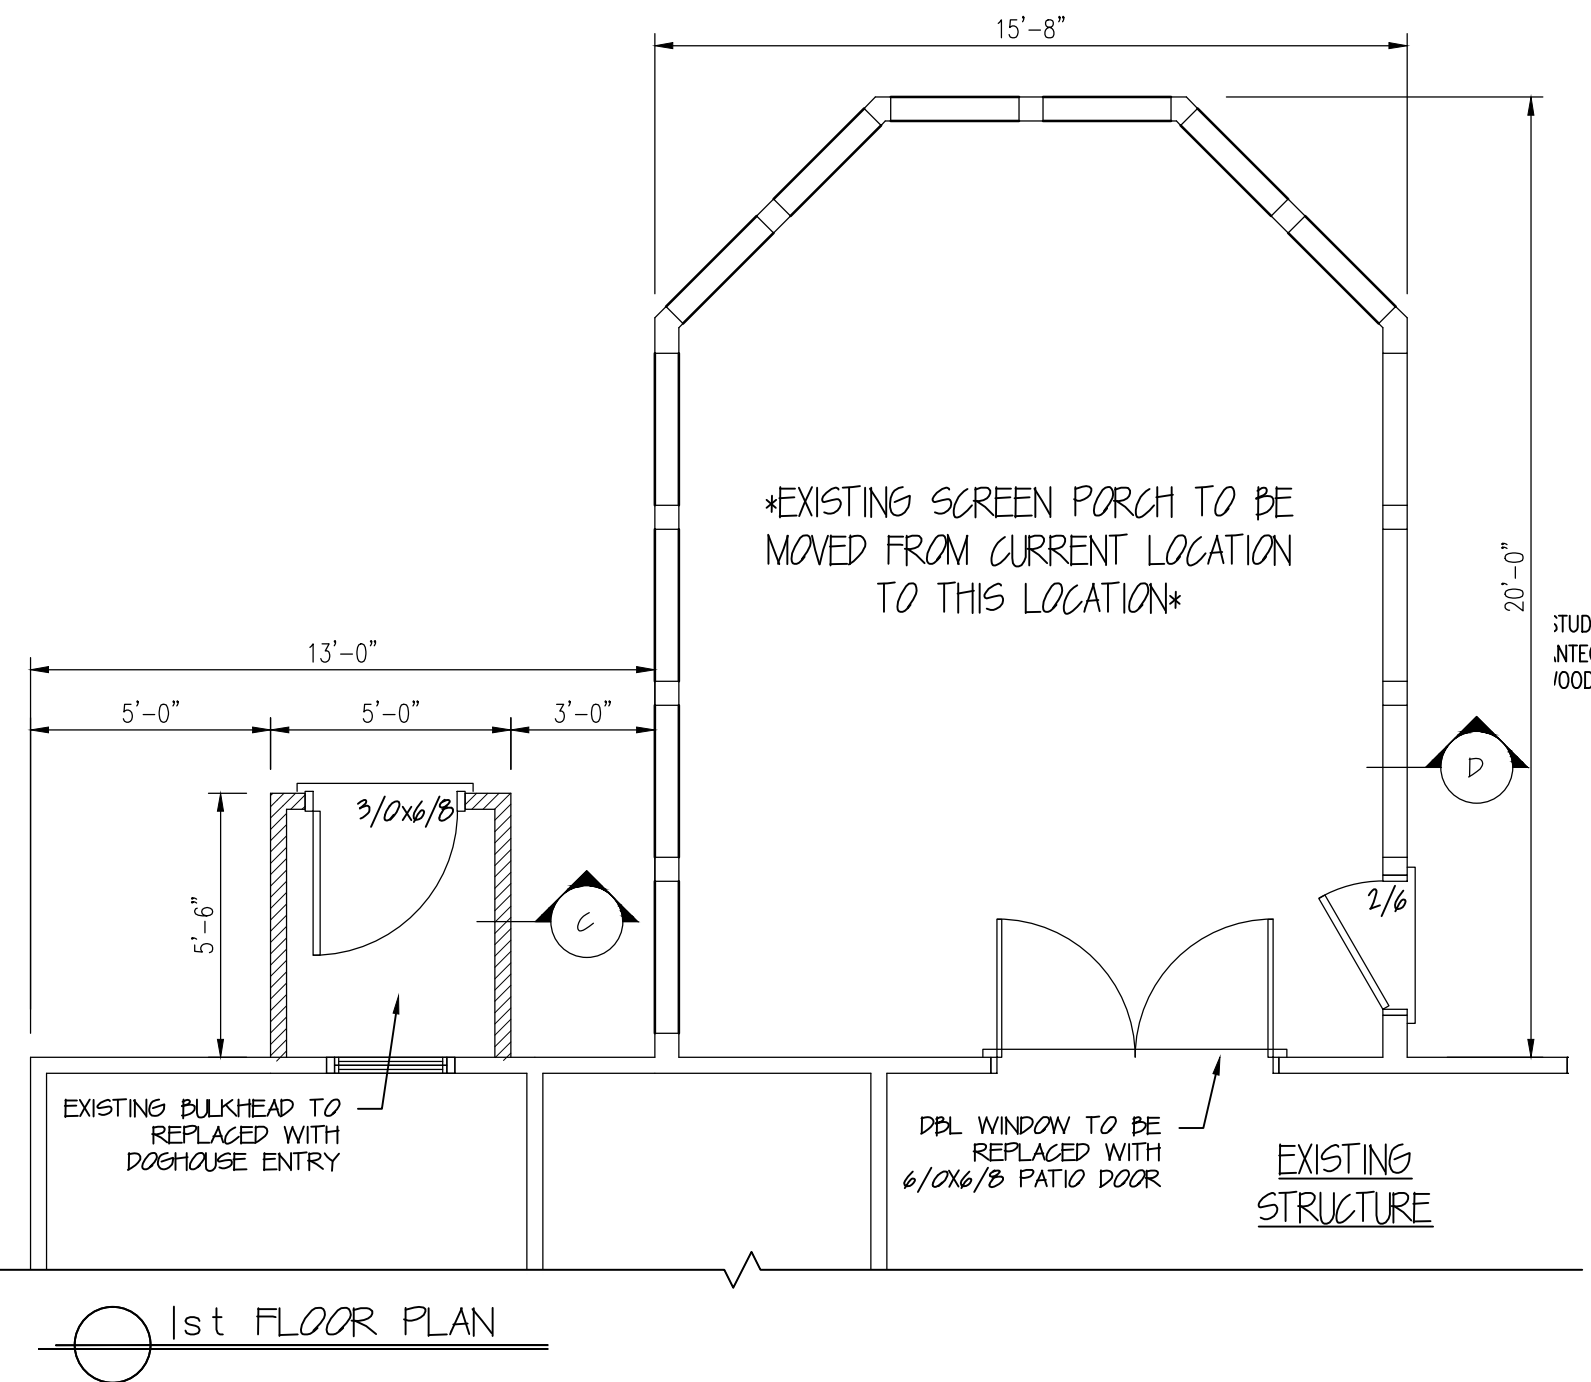 15'-8"
*EXISTING SCREEN PORCH TO BE
MOVED FROM CURRENT LOCATION
TO THIS LOCATION*
20'-0"
13'-0"
5'-0"
5'-0"
3'-0"
D
3/0x6/8
5'-6"
C
2/6
EXISTING BULKHEAD TO
REPLACED WITH
DOGHOUSE ENTRY
DBL WINDOW TO BE
REPLACED WITH
6/0X6/8 PATIO DOOR
EXISTING
STRUCTURE
1st FLOOR PLAN